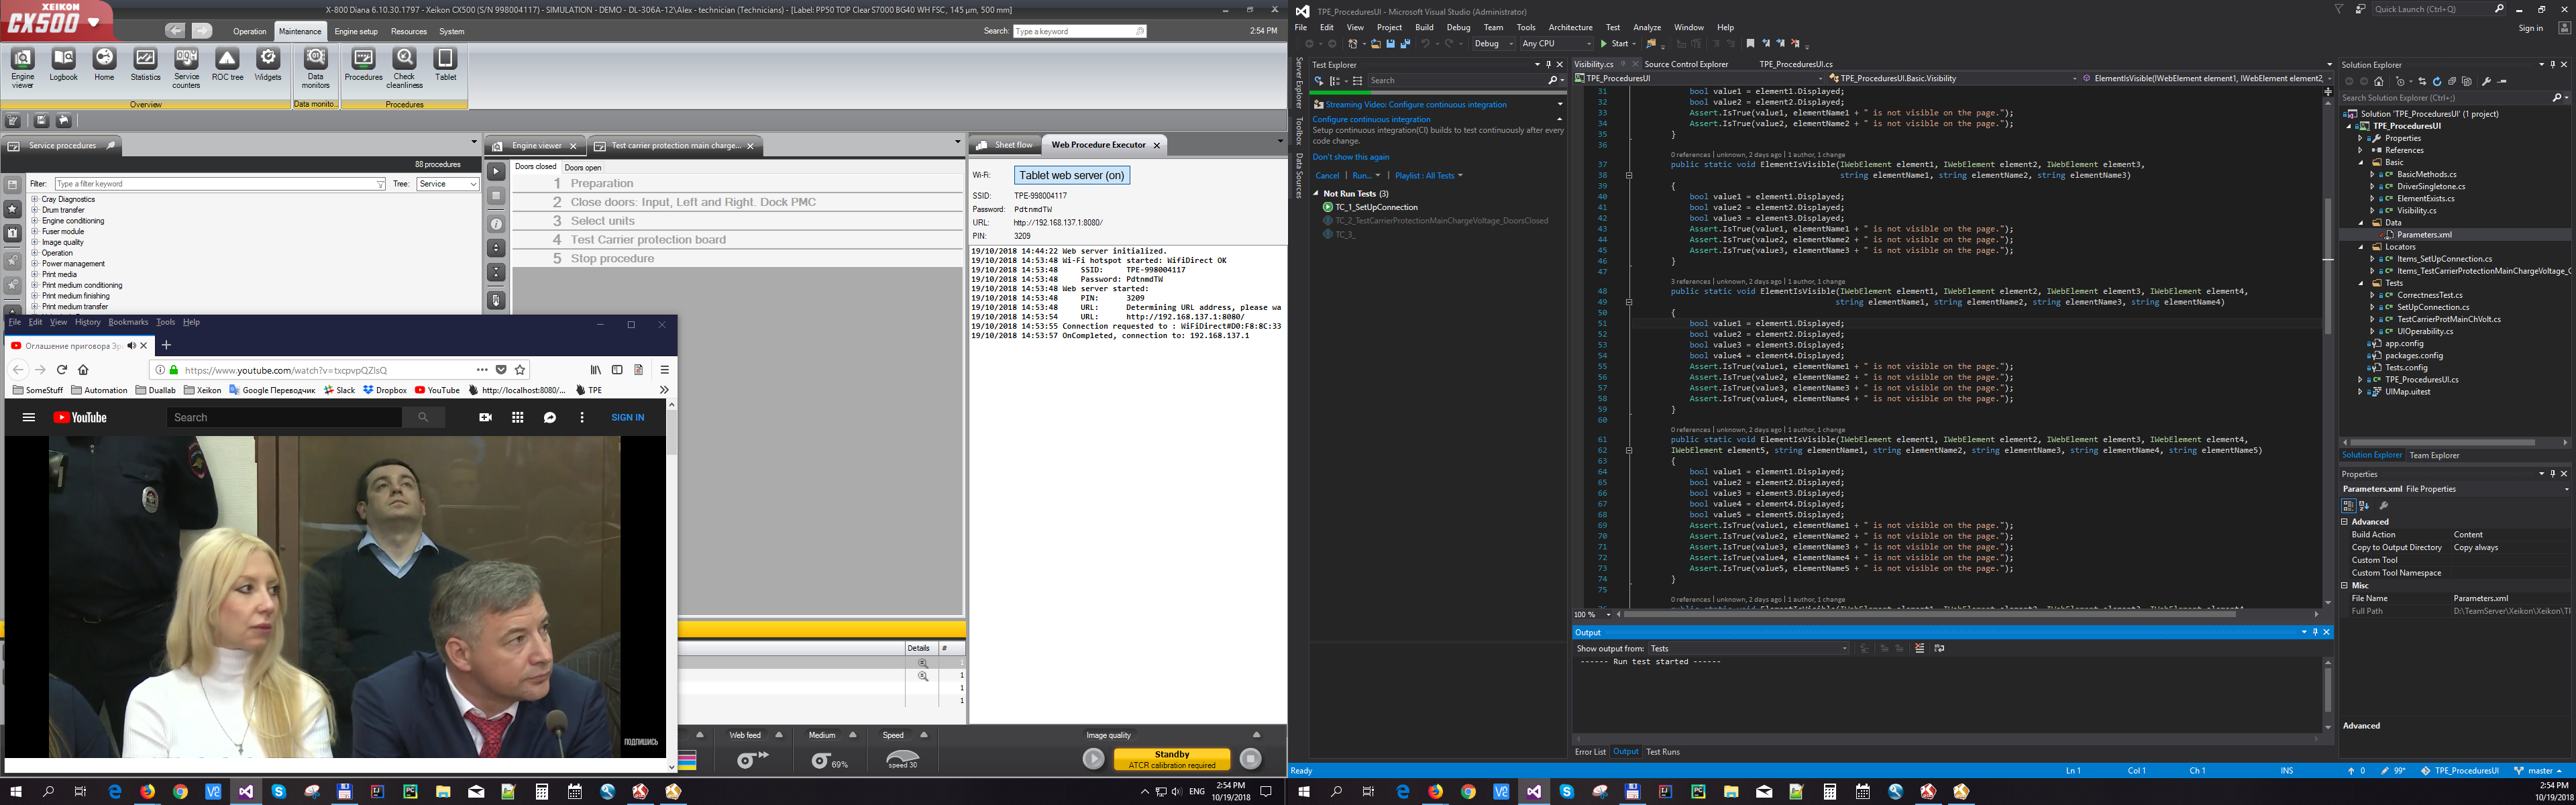 XEIKON
CX500
X-800 Diana 6.10.30.1797 - Xeikon CX500 (S/N 998004117) - SIMULATION - DEMO - DL-306A-12\Alex - technician (Technicians) - [Label: PP50 TOP Clear S7000 BG40 WH FSC, 145 µm, 500 mm]
Operation Maintenance Engine setup Resources System
Search: Type a keyword 2:54 PM
Engine viewer Logbook Home Statistics Service counters ROC tree Widgets Data monitors Procedures Check cleanliness Tablet
Overview Data monito... Procedures
Service procedures
88 procedures
Filter: Type a filter keyword Tree: Service
Cray Diagnostics
Drum transfer
Engine conditioning
Fuser module
Image quality
Operation
Power management
Print media
Print medium conditioning
Print medium finishing
Print medium transfer
Engine viewer Test carrier protection main charge...
Doors closed Doors open
1 Preparation
2 Close doors: Input, Left and Right. Dock PMC
3 Select units
4 Test Carrier protection board
5 Stop procedure
Sheet flow Web Procedure Executor
Wi-Fi: Tablet web server (on)
SSID: TPE-998004117
Password: PdtnmdTW
URL: http://192.168.137.1:8080/
PIN: 3209
19/10/2018 14:44:22 Web server initialized.
19/10/2018 14:53:48 Wi-Fi hotspot started: WifiDirect OK
19/10/2018 14:53:48 SSID: TPE-998004117
19/10/2018 14:53:48 Password: PdtnmdTW
19/10/2018 14:53:48 Web server started:
19/10/2018 14:53:48 PIN: 3209
19/10/2018 14:53:48 URL: Determining URL address, please wa
19/10/2018 14:53:54 URL: http://192.168.137.1:8080/
19/10/2018 14:53:55 Connection requested to : WiFiDirect#D0:F8:8C:33
19/10/2018 14:53:57 OnCompleted, connection to: 192.168.137.1
File Edit View History Bookmarks Tools Help
Оглашение приговора Эр
https://www.youtube.com/watch?v=txcpvpQZlsQ
SomeStuff Automation Duallab Xeikon Google Переводчик Slack Dropbox YouTube http://localhost:8080/... TPE
YouTube Search SIGN IN
ПОДПИШИСЬ
Details #
1
1
1
1
Web feed Medium Speed Image quality
69% speed 30
Standby
ATCR calibration required
ENG 2:54 PM
10/19/2018
TPE_ProceduresUI - Microsoft Visual Studio (Administrator)
Quick Launch (Ctrl+Q)
File Edit View Project Build Debug Team Tools Architecture Test Analyze Window Help
Sign in
Debug Any CPU Start
Server Explorer
Toolbox
Data Sources
Test Explorer
Search
Streaming Video: Configure continuous integration
Configure continuous integration
Setup continuous integration(CI) builds to test continuously after every
code change.
Don't show this again
Cancel Run... Playlist : All Tests
Not Run Tests (3)
TC_1_SetUpConnection
TC_2_TestCarrierProtectionMainChargeVoltage_DoorsClosed
TC_3_
Visibility.cs Source Control Explorer TPE_ProceduresUI.cs
TPE_ProceduresUI TPE_ProceduresUI.Basic.Visibility ElementIsVisible(IWebElement element1, IWebElement element2,
31 bool value1 = element1.Displayed;
32 bool value2 = element2.Displayed;
33 Assert.IsTrue(value1, elementName1 + " is not visible on the page.");
34 Assert.IsTrue(value2, elementName2 + " is not visible on the page.");
35 }
36
0 references | unknown, 2 days ago | 1 author, 1 change
37 public static void ElementIsVisible(IWebElement element1, IWebElement element2, IWebElement element3,
38 string elementName1, string elementName2, string elementName3)
39 {
40 bool value1 = element1.Displayed;
41 bool value2 = element2.Displayed;
42 bool value3 = element3.Displayed;
43 Assert.IsTrue(value1, elementName1 + " is not visible on the page.");
44 Assert.IsTrue(value2, elementName2 + " is not visible on the page.");
45 Assert.IsTrue(value3, elementName3 + " is not visible on the page.");
46 }
47
3 references | unknown, 2 days ago | 1 author, 1 change
48 public static void ElementIsVisible(IWebElement element1, IWebElement element2, IWebElement element3, IWebElement element4,
49 string elementName1, string elementName2, string elementName3, string elementName4)
50 {
51 bool value1 = element1.Displayed;
52 bool value2 = element2.Displayed;
53 bool value3 = element3.Displayed;
54 bool value4 = element4.Displayed;
55 Assert.IsTrue(value1, elementName1 + " is not visible on the page.");
56 Assert.IsTrue(value2, elementName2 + " is not visible on the page.");
57 Assert.IsTrue(value3, elementName3 + " is not visible on the page.");
58 Assert.IsTrue(value4, elementName4 + " is not visible on the page.");
59 }
60
0 references | unknown, 2 days ago | 1 author, 1 change
61 public static void ElementIsVisible(IWebElement element1, IWebElement element2, IWebElement element3, IWebElement element4,
62 IWebElement element5, string elementName1, string elementName2, string elementName3, string elementName4, string elementName5)
63 {
64 bool value1 = element1.Displayed;
65 bool value2 = element2.Displayed;
66 bool value3 = element3.Displayed;
67 bool value4 = element4.Displayed;
68 bool value5 = element5.Displayed;
69 Assert.IsTrue(value1, elementName1 + " is not visible on the page.");
70 Assert.IsTrue(value2, elementName2 + " is not visible on the page.");
71 Assert.IsTrue(value3, elementName3 + " is not visible on the page.");
72 Assert.IsTrue(value4, elementName4 + " is not visible on the page.");
73 Assert.IsTrue(value5, elementName5 + " is not visible on the page.");
74 }
75
0 references | unknown, 2 days ago | 1 author, 1 change
100 %
Output
Show output from: Tests
------ Run test started ------
Error List Output Test Runs
Solution Explorer
Search Solution Explorer (Ctrl+;)
Solution 'TPE_ProceduresUI' (1 project)
TPE_ProceduresUI
Properties
References
Basic
BasicMethods.cs
DriverSingletone.cs
ElementExists.cs
Visibility.cs
Data
Parameters.xml
Locators
Items_SetUpConnection.cs
Items_TestCarrierProtectionMainChargeVoltage_C
Tests
CorrectnessTest.cs
SetUpConnection.cs
TestCarrierProtMainChVolt.cs
UIOperability.cs
app.config
packages.config
Tests.config
TPE_ProceduresUI.cs
UIMap.uitest
Solution Explorer Team Explorer
Properties
Parameters.xml File Properties
Advanced
Build Action Content
Copy to Output Directory Copy always
Custom Tool
Custom Tool Namespace
Misc
File Name Parameters.xml
Full Path D:\TeamServer\Xeikon\Xeikon\TI
Advanced
Ready Ln 1 Col 1 Ch 1 INS 0 99* TPE_ProceduresUI master
2:54 PM
10/19/2018